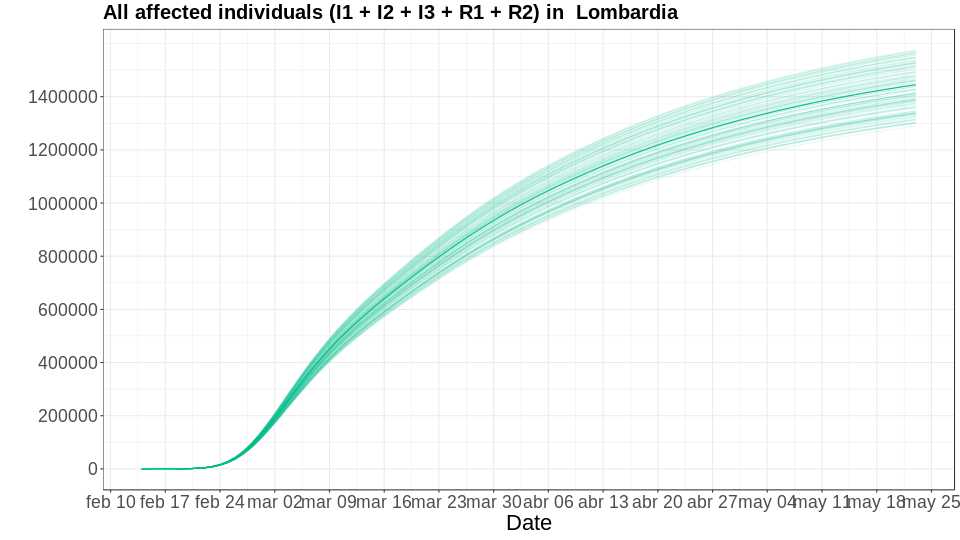 All affected individuals (I1 + I2 + I3 + R1 + R2) in  Lombardia
1400000
1200000
1000000
800000
600000
400000
200000
0
feb 10 feb 17 feb 24 mar 02 mar 09 mar 16 mar 23 mar 30 abr 06 abr 13 abr 20 abr 27 may 04 may 11 may 18 may 25
Date